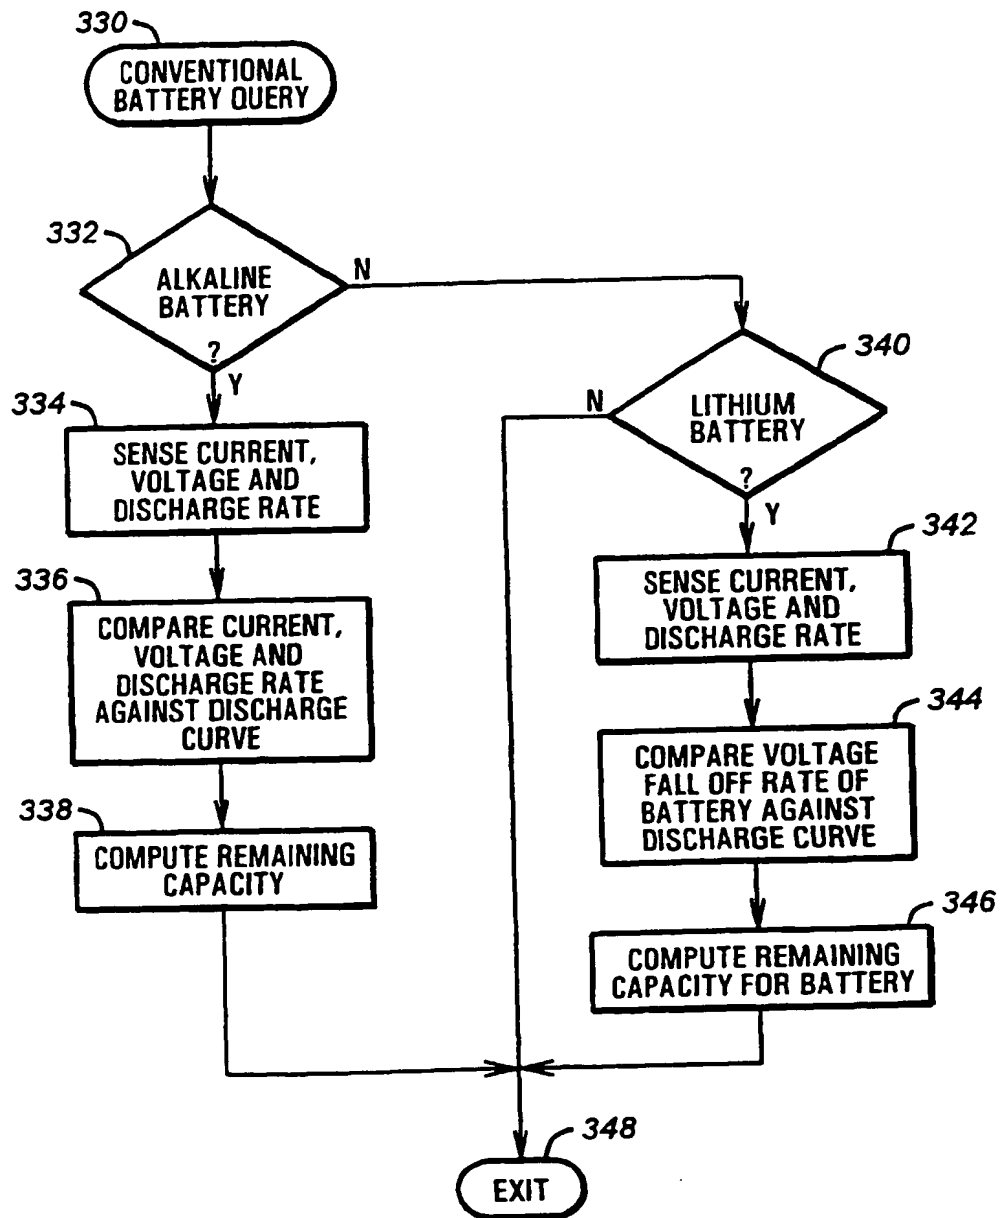 330
CONVENTIONAL
BATTERY QUERY
332
ALKALINE
BATTERY
?
N
Y
334
SENSE CURRENT,
VOLTAGE AND
DISCHARGE RATE
336
COMPARE CURRENT,
VOLTAGE AND
DISCHARGE RATE
AGAINST DISCHARGE
CURVE
338
COMPUTE REMAINING
CAPACITY
340
LITHIUM
BATTERY
?
N
Y
342
SENSE CURRENT,
VOLTAGE AND
DISCHARGE RATE
344
COMPARE VOLTAGE
FALL OFF RATE OF
BATTERY AGAINST
DISCHARGE CURVE
346
COMPUTE REMAINING
CAPACITY FOR BATTERY
348
EXIT